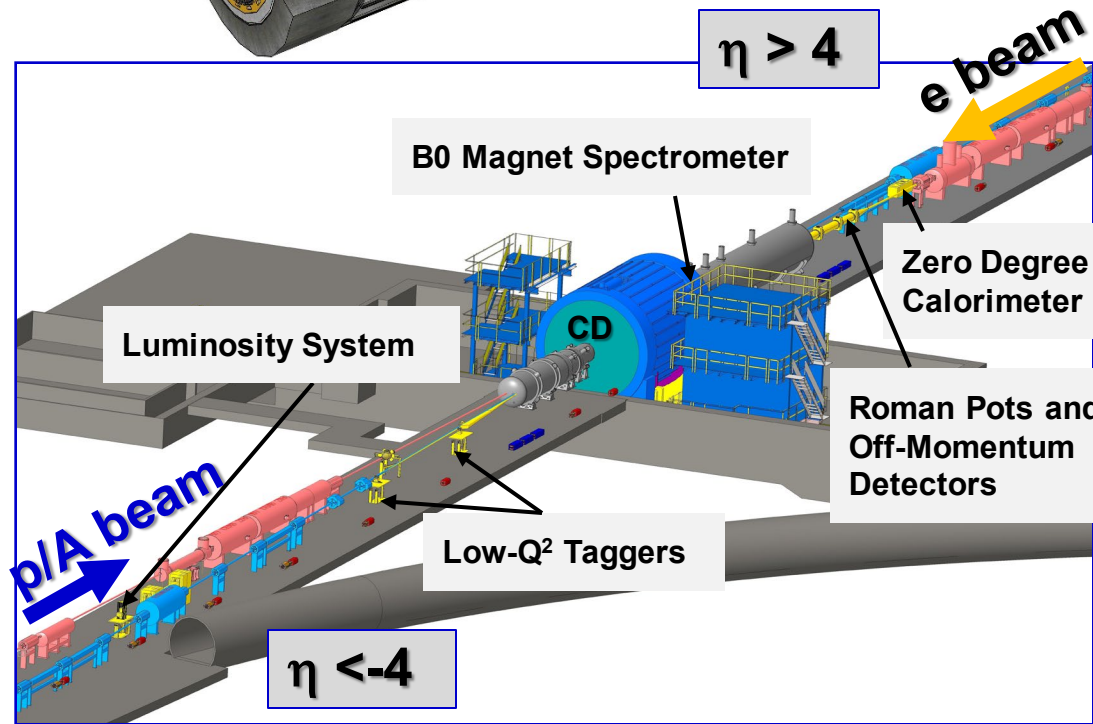 η > 4
e beam
B0 Magnet Spectrometer
Zero Degree
Calorimeter
CD
Luminosity System
Roman Pots and
Off-Momentum
Detectors
p/A beam
Low-Q² Taggers
η <-4